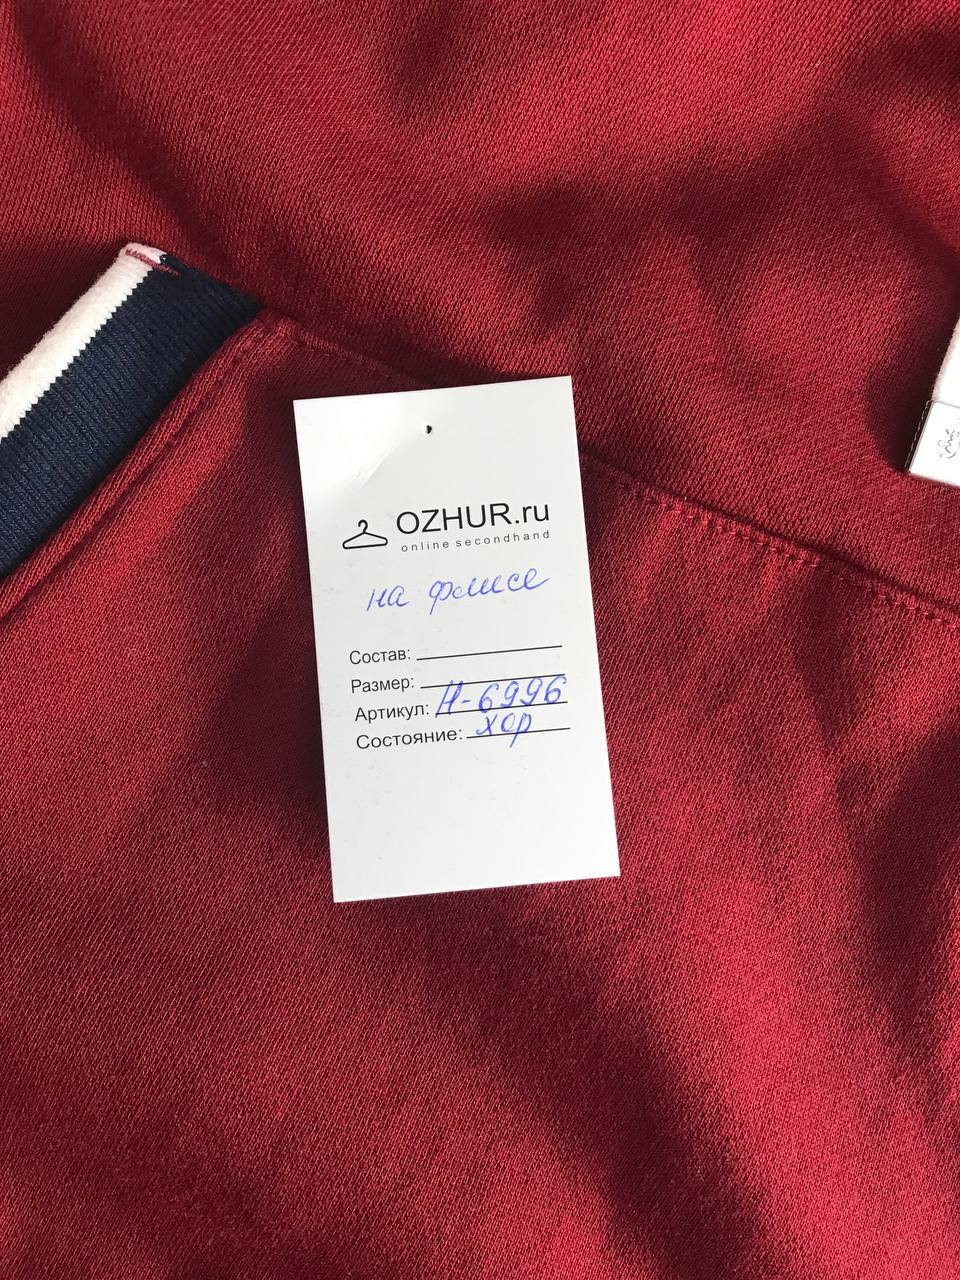 OZHUR.ru
online secondhand
на флисе
Состав:
Размер:
Артикул: Н-6996
Состояние: хор